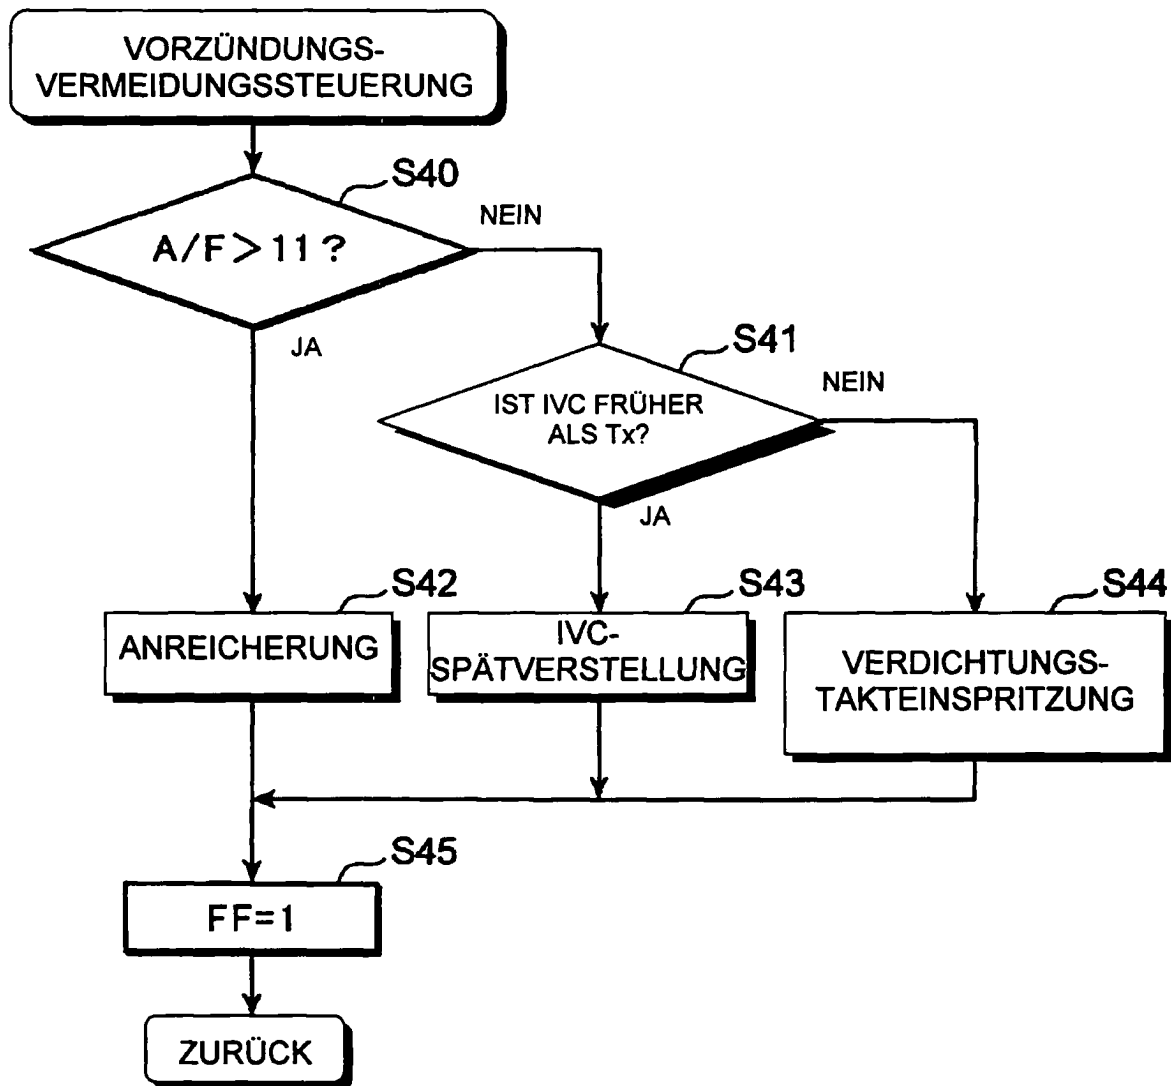 VORZÜNDUNGS-
VERMEIDUNGSSTEUERUNG
S40
A/F>11?
NEIN
JA
S41
IST IVC FRÜHER
ALS Tx?
NEIN
JA
S42
ANREICHERUNG
S43
IVC-
SPÄTVERSTELLUNG
S44
VERDICHTUNGS-
TAKTEINSPRITZUNG
S45
FF=1
ZURÜCK